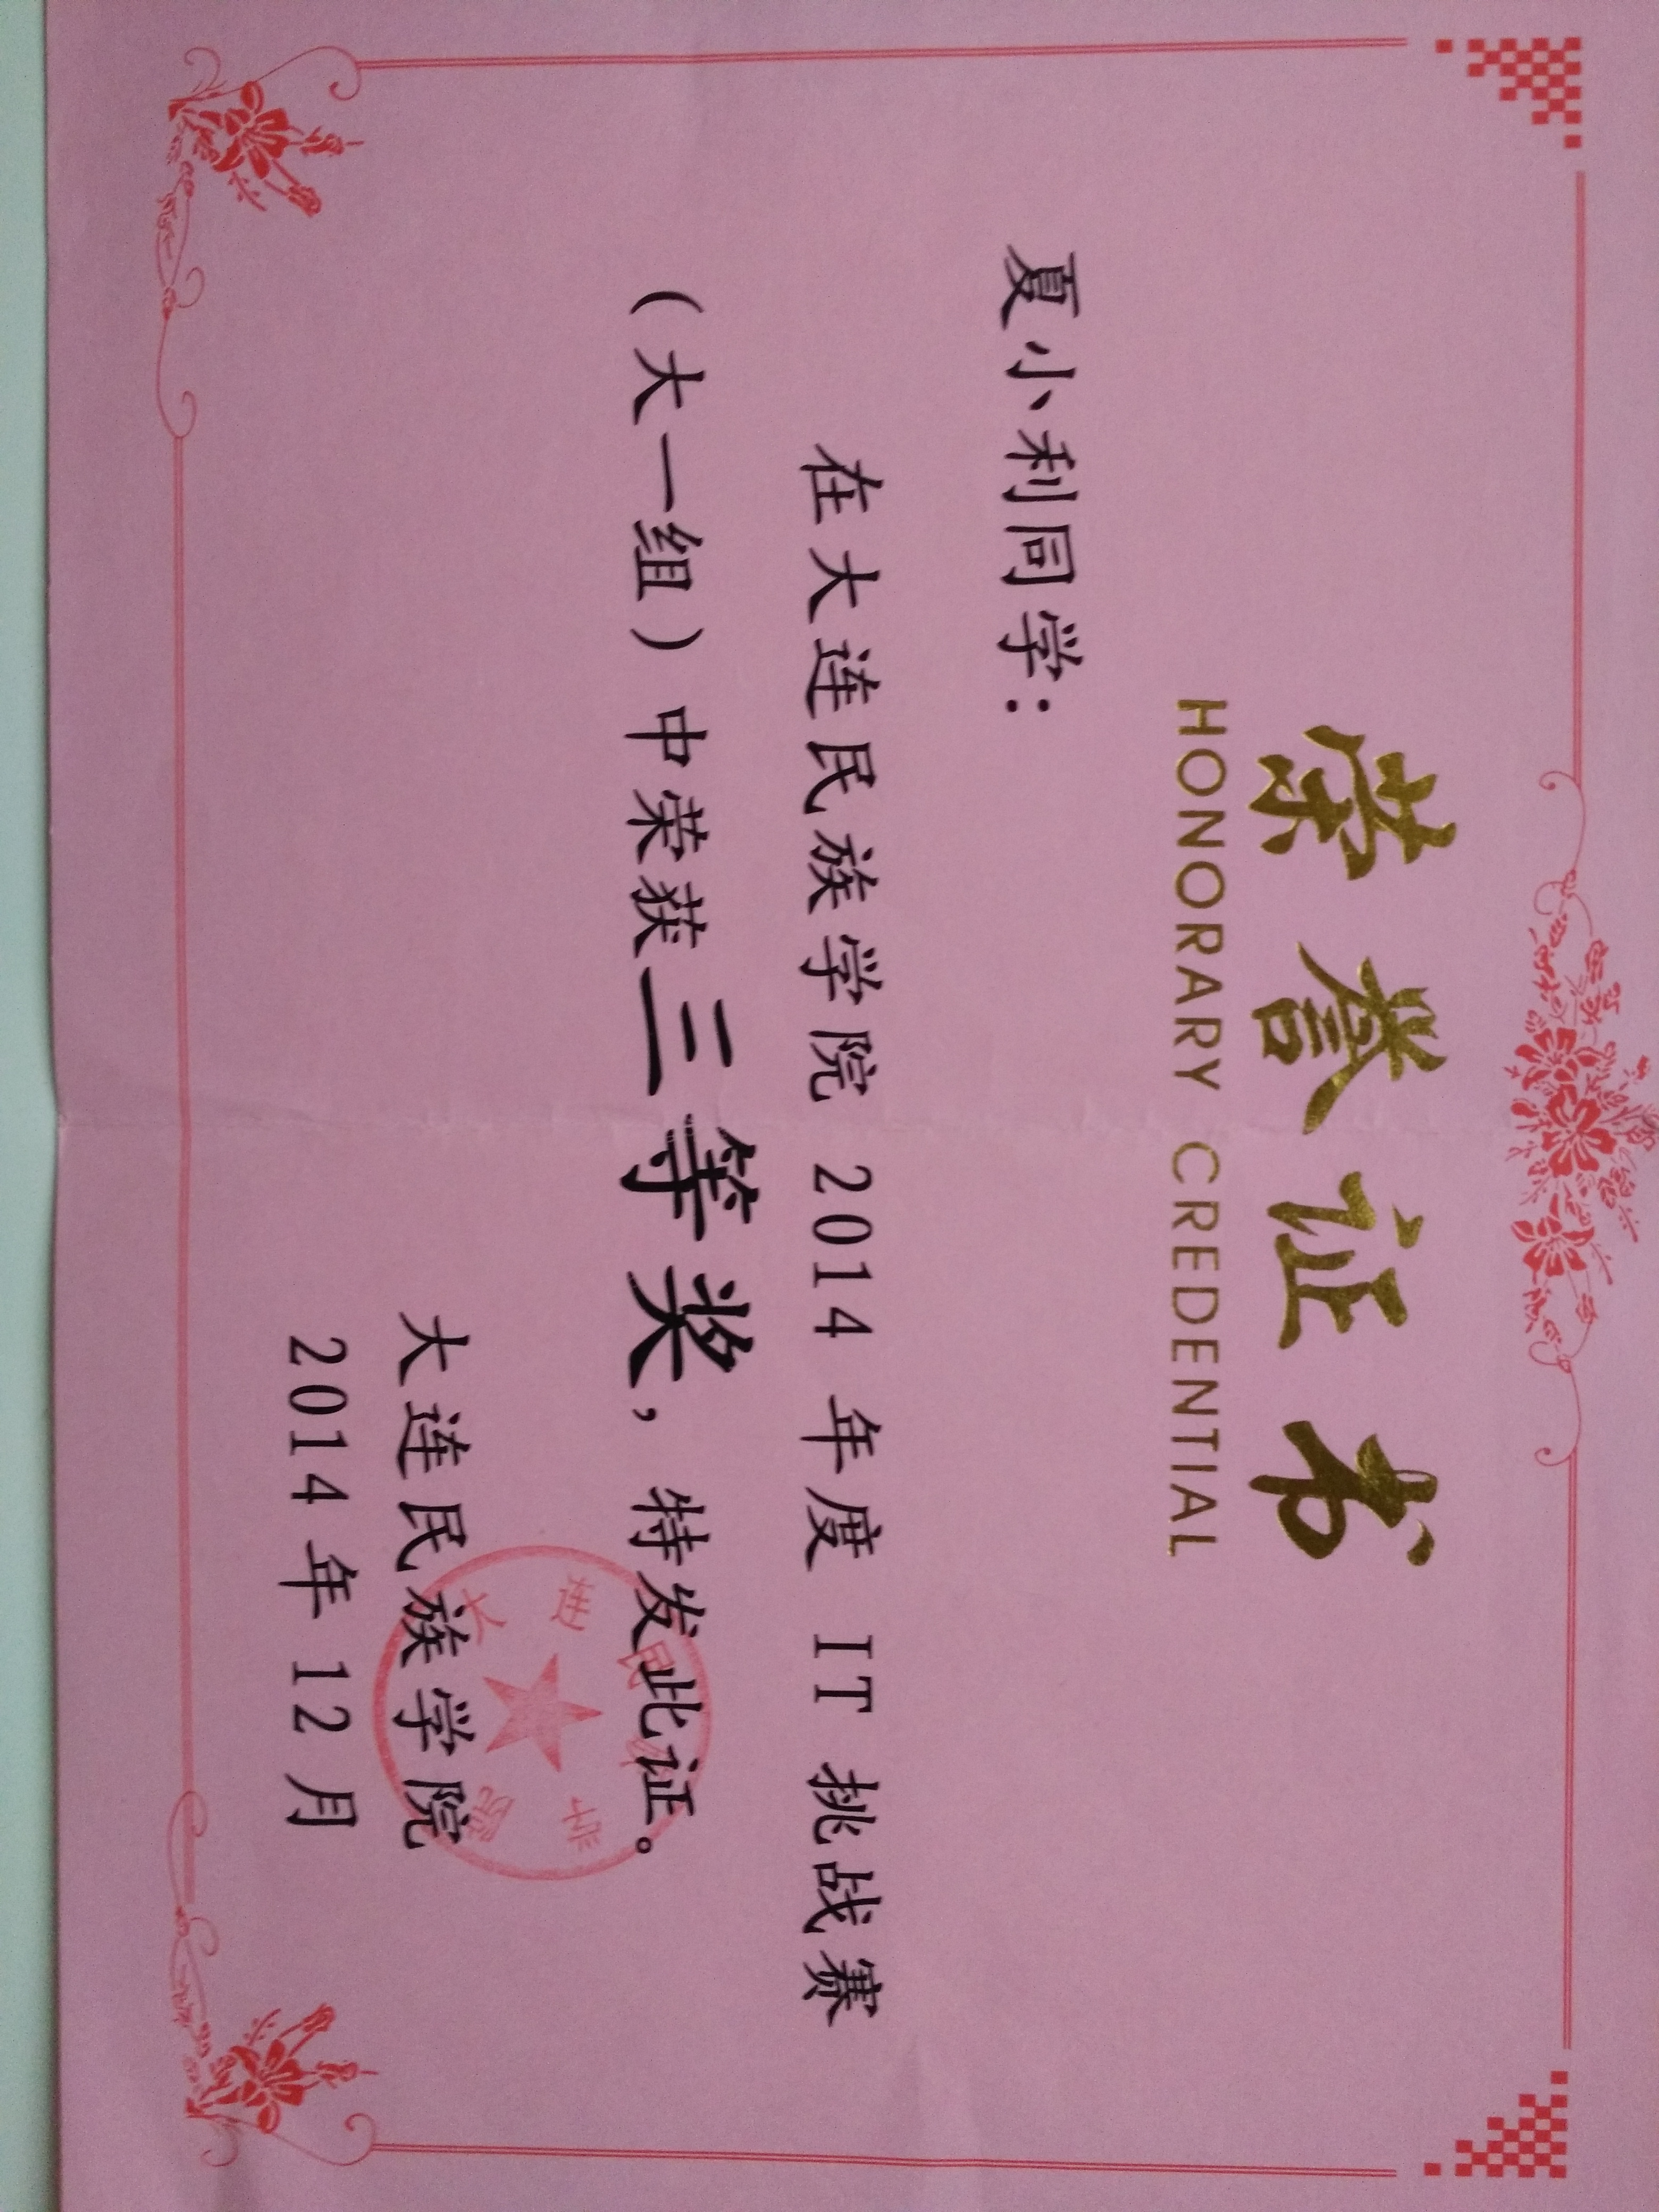 荣誉证书
HONORARY CREDENTIAL
夏小利同学：
在大连民族学院 2014 年度 IT 挑战赛
（大一组）中荣获三等奖，特发此证。
大连民族学院
2014 年 12 月
大连民族学院